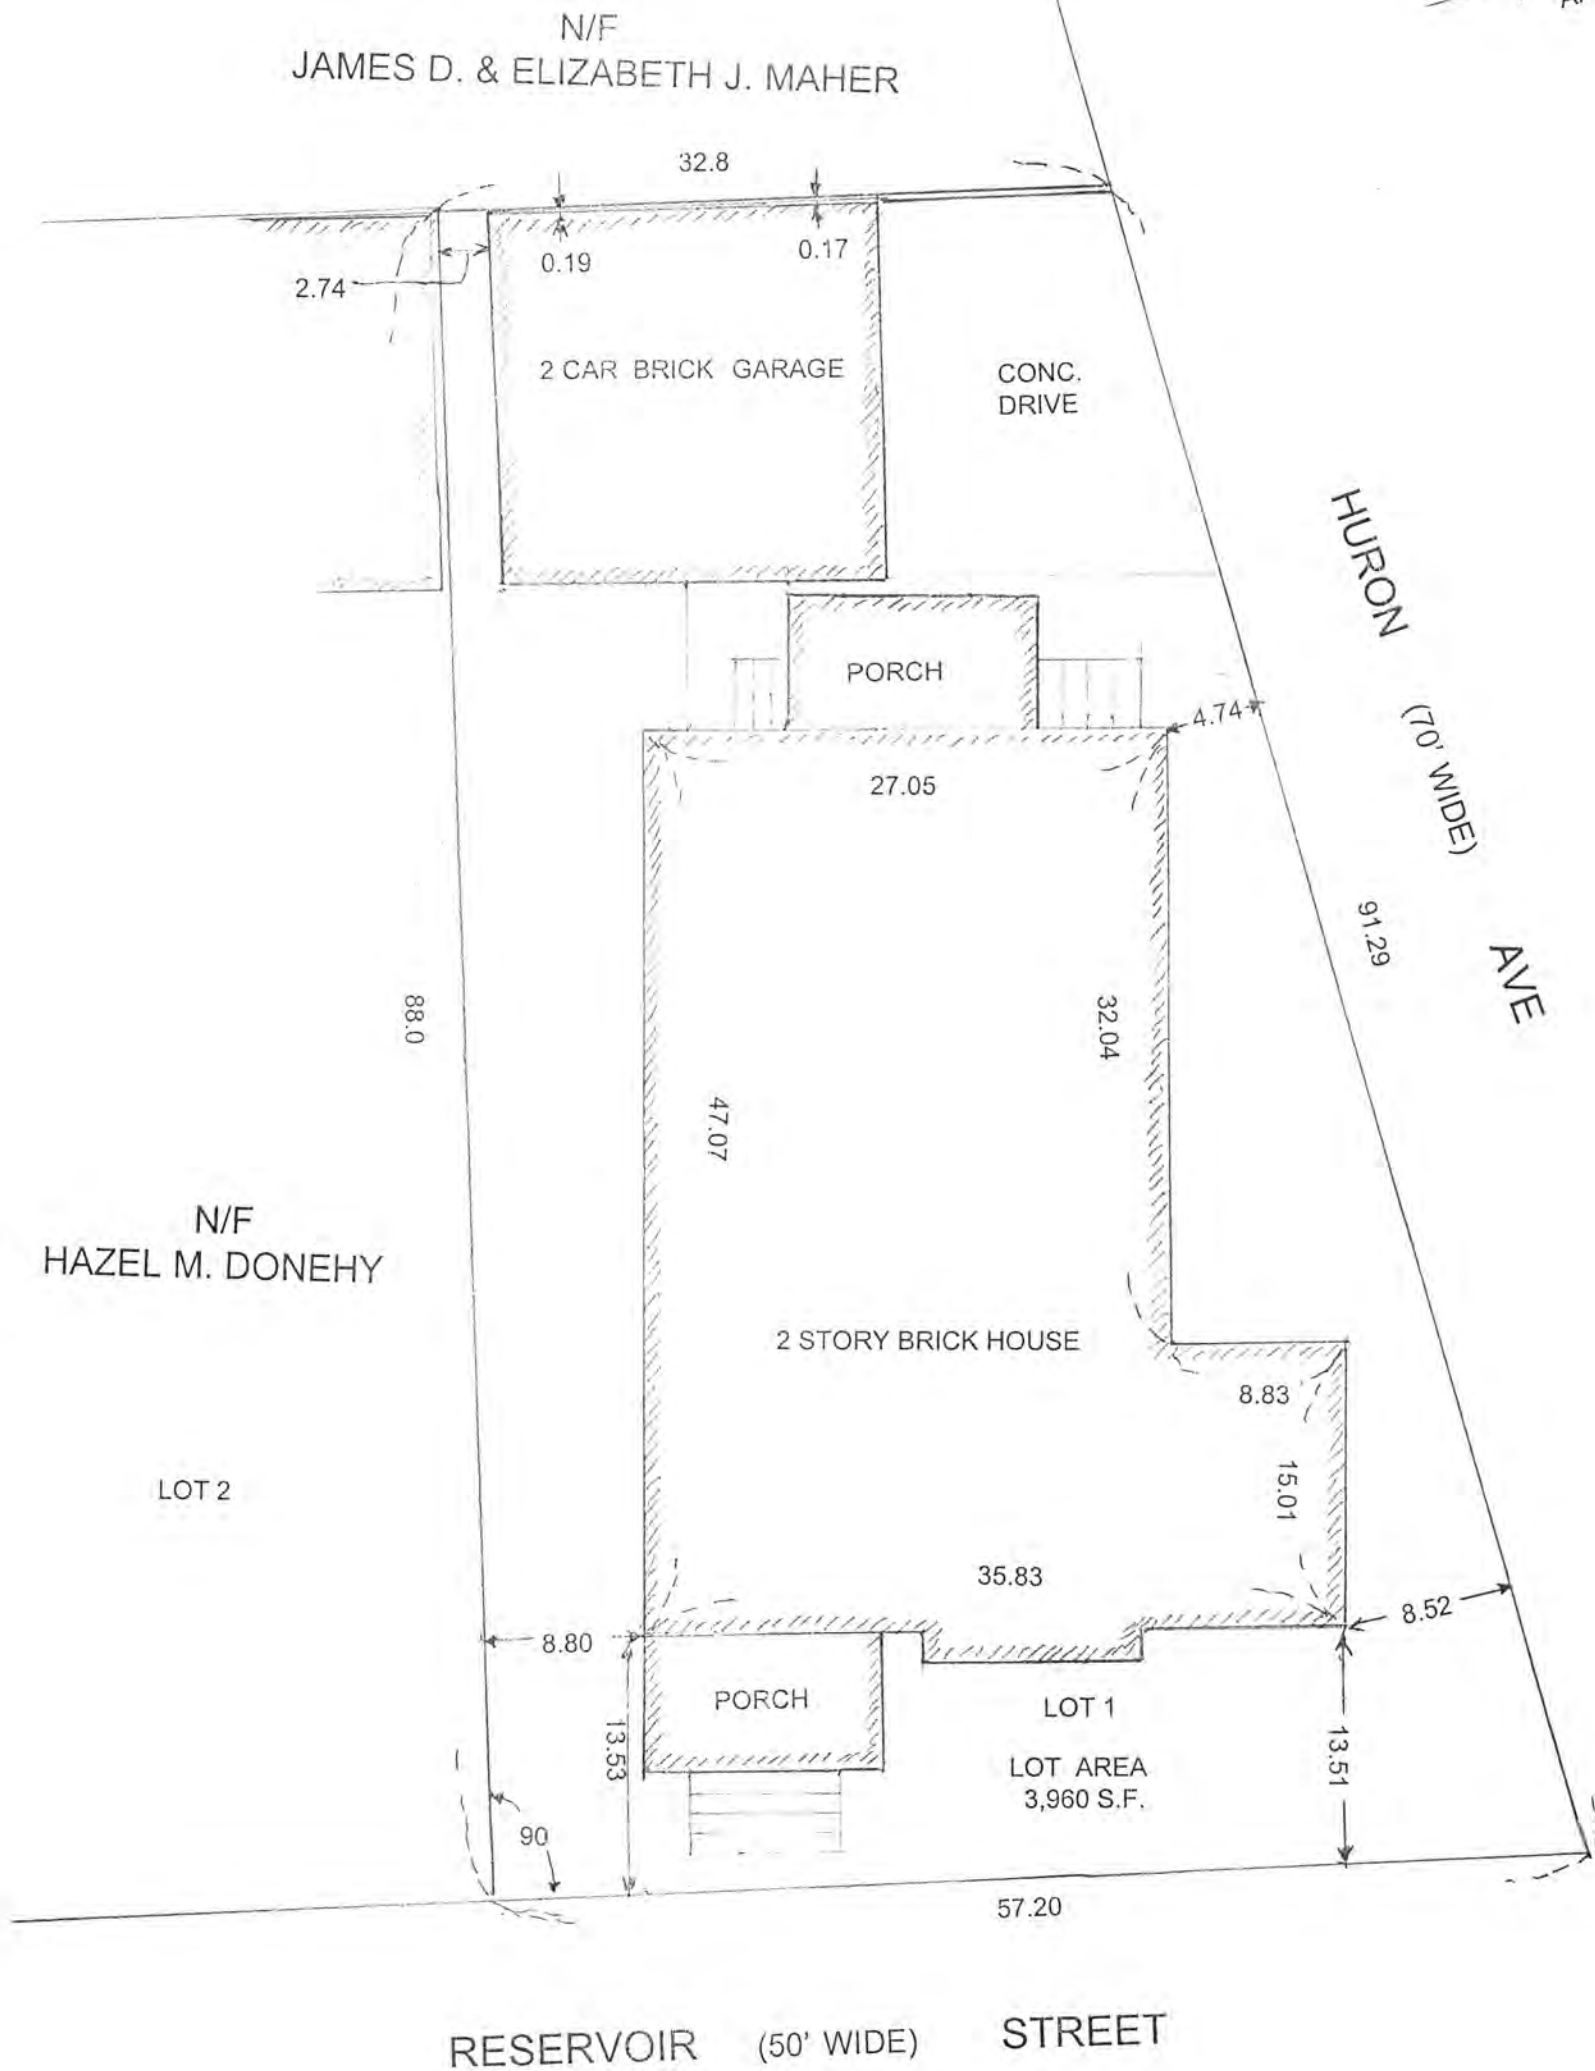 N/F
JAMES D. & ELIZABETH J. MAHER
32.8
0.19
0.17
2.74
2 CAR BRICK GARAGE
CONC.
DRIVE
HURON (70' WIDE) AVE
PORCH
4.74
27.05
91.29
88.0
32.04
47.07
N/F
HAZEL M. DONEHY
2 STORY BRICK HOUSE
8.83
LOT 2
15.01
35.83
8.52
8.80
PORCH
LOT 1
13.53
13.51
LOT AREA
3,960 S.F.
90
57.20
RESERVOIR (50' WIDE) STREET